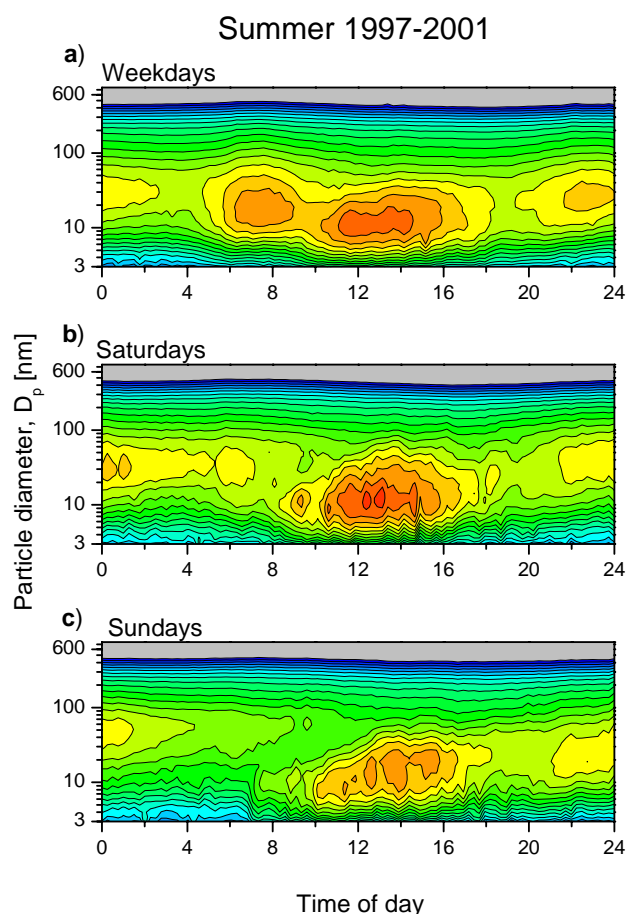 Summer 1997-2001
a)
Weekdays
600
100
10
3
0 4 8 12 16 20 24
b)
Saturdays
600
100
10
3
0 4 8 12 16 20 24
Particle diameter, Dp [nm]
c)
Sundays
600
100
10
3
0 4 8 12 16 20 24
Time of day